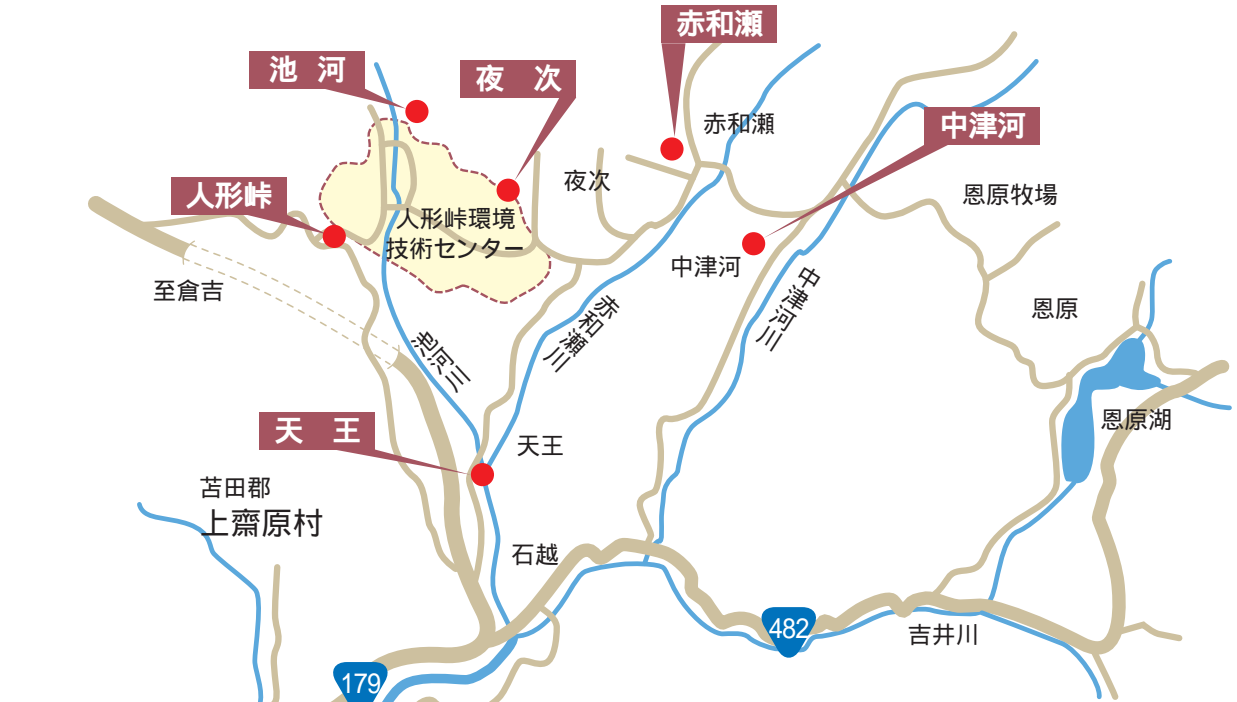 赤和瀬
池 河
夜 次
赤和瀬
中津河
夜次
人形峠
恩原牧場
人形峠環境
技術センター
中津河
至倉吉
中津河川
恩原
赤和瀬川
池河川
天 王
恩原湖
天王
苫田郡
上齋原村
石越
482
吉井川
179